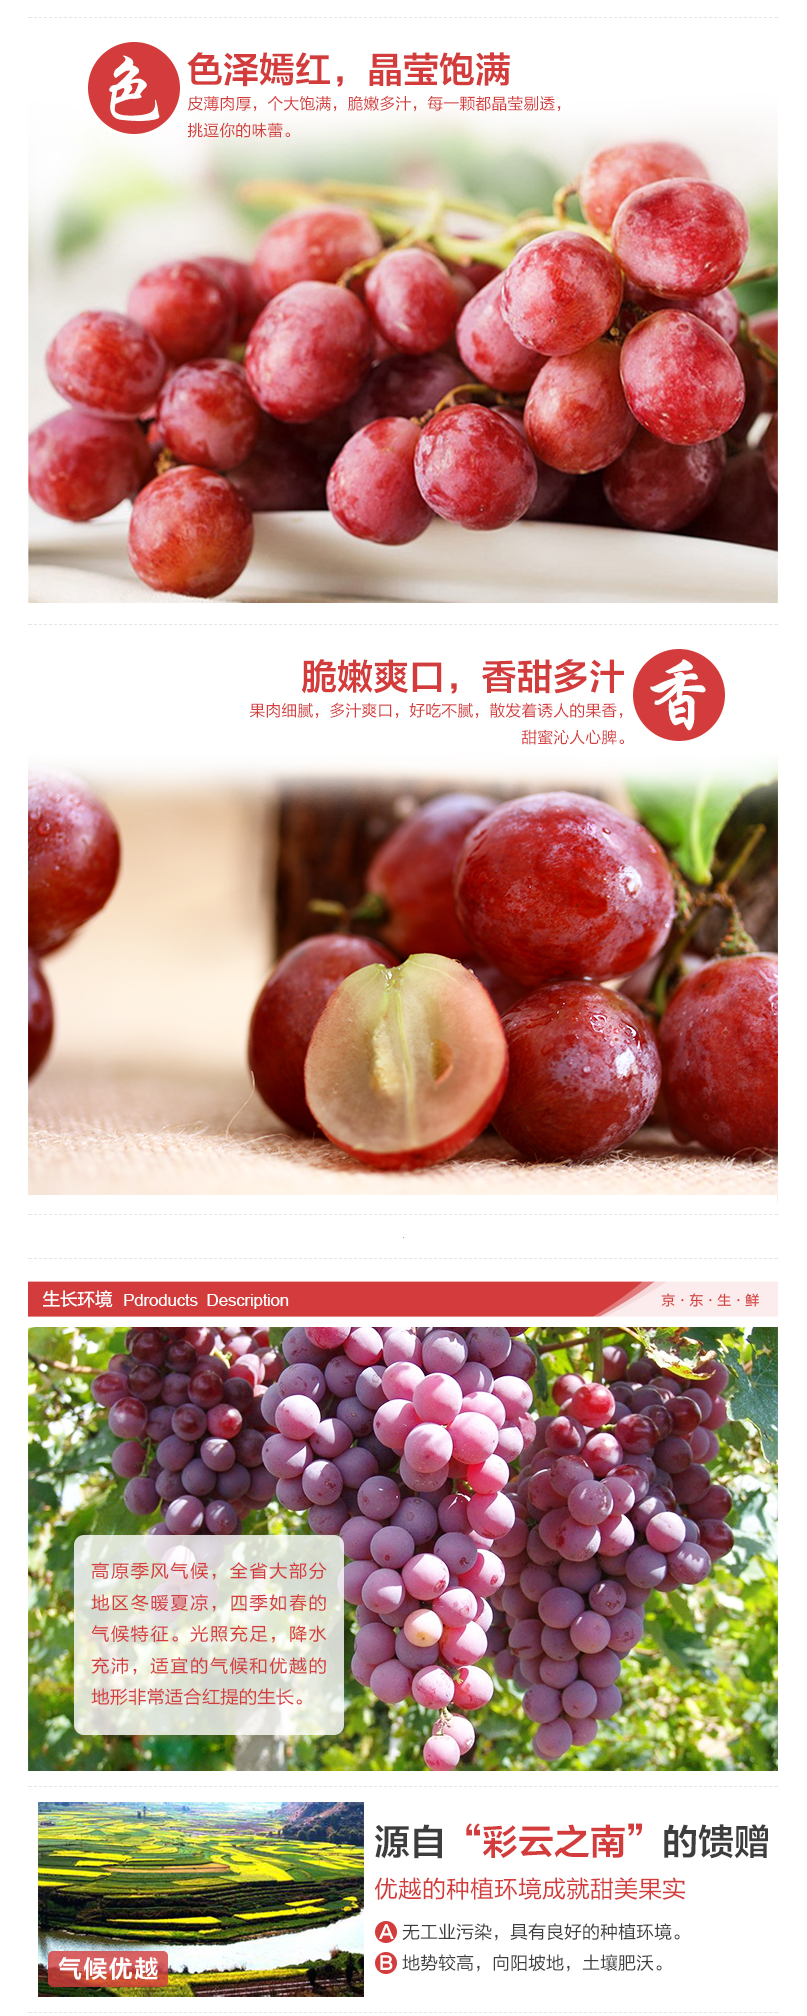 色
色泽嫣红，晶莹饱满
皮薄肉厚，个大饱满，脆嫩多汁，每一颗都晶莹剔透，
挑逗你的味蕾。
脆嫩爽口，香甜多汁
香
果肉细腻，多汁爽口，好吃不腻，散发着诱人的果香，
甜蜜沁人心脾。
生长环境 Pdroducts Description
京·东·生·鲜
高原季风气候，全省大部分
地区冬暖夏凉，四季如春的
气候特征。光照充足，降水
充沛，适宜的气候和优越的
地形非常适合红提的生长。
源自“彩云之南”的馈赠
优越的种植环境成就甜美果实
A 无工业污染，具有良好的种植环境。
B 地势较高，向阳坡地，土壤肥沃。
气候优越